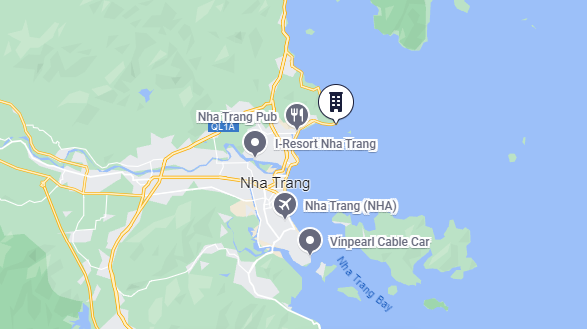 Nha Trang Pub
QL1A
I-Resort Nha Trang
Nha Trang
Nha Trang (NHA)
Vinpearl Cable Car
Nha Trang Bay